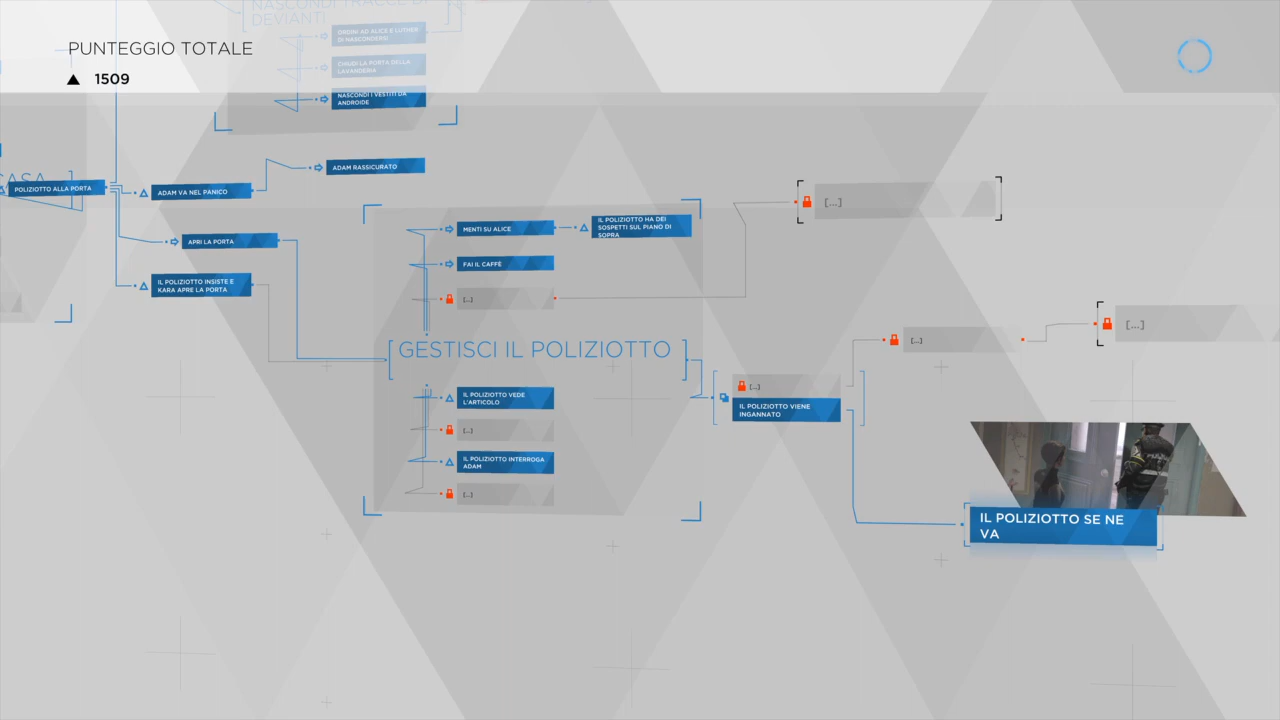 NASCONDI TRACCE DI
DEVIANTI
ORDINI AD ALICE E LUTHER
DI NASCONDERSI
CHIUDI LA PORTA DELLA
LAVANDERIA
NASCONDI I VESTITI DA
ANDROIDE
PUNTEGGIO TOTALE
1509
CASA
POLIZIOTTO ALLA PORTA
ADAM VA NEL PANICO
ADAM RASSICURATO
APRI LA PORTA
IL POLIZIOTTO INSISTE E
KARA APRE LA PORTA
MENTI SU ALICE
IL POLIZIOTTO HA DEI
SOSPETTI SUL PIANO DI
SOPRA
FAI IL CAFFÈ
[...]
[...]
GESTISCI IL POLIZIOTTO
IL POLIZIOTTO VEDE
L'ARTICOLO
[...]
IL POLIZIOTTO INTERROGA
ADAM
[...]
[...]
IL POLIZIOTTO VIENE
INGANNATO
[...]
[...]
IL POLIZIOTTO SE NE
VA